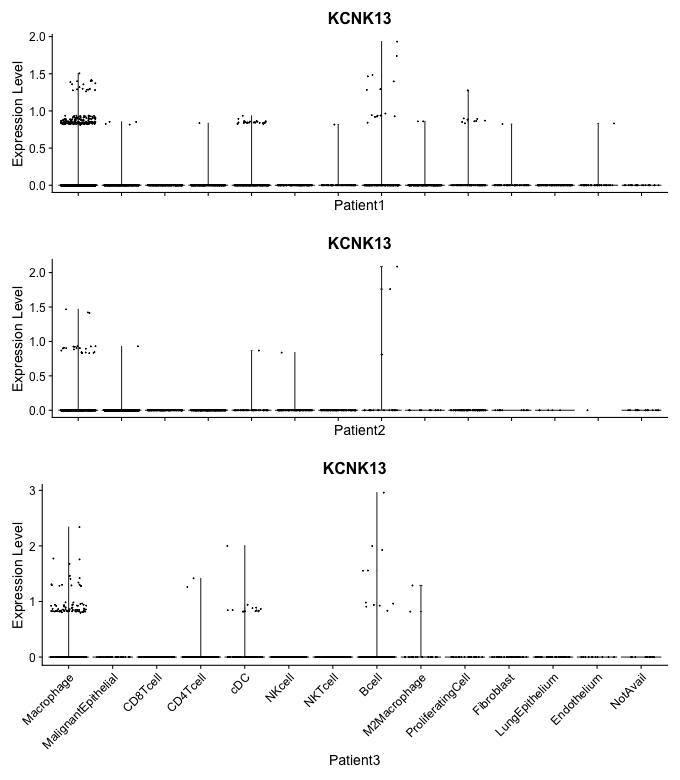 KCNK13
2.0
1.5
1.0
0.5
0.0
Expression Level
Patient1
KCNK13
2.0
1.5
1.0
0.5
0.0
Expression Level
Patient2
KCNK13
3
2
1
0
Expression Level
Macrophage
MalignantEpithelial
CD8Tcell
CD4Tcell
cDC
NKcell
NKTcell
Bcell
M2Macrophage
ProliferatingCell
Fibroblast
LungEpithelium
Endothelium
NotAvail
Patient3